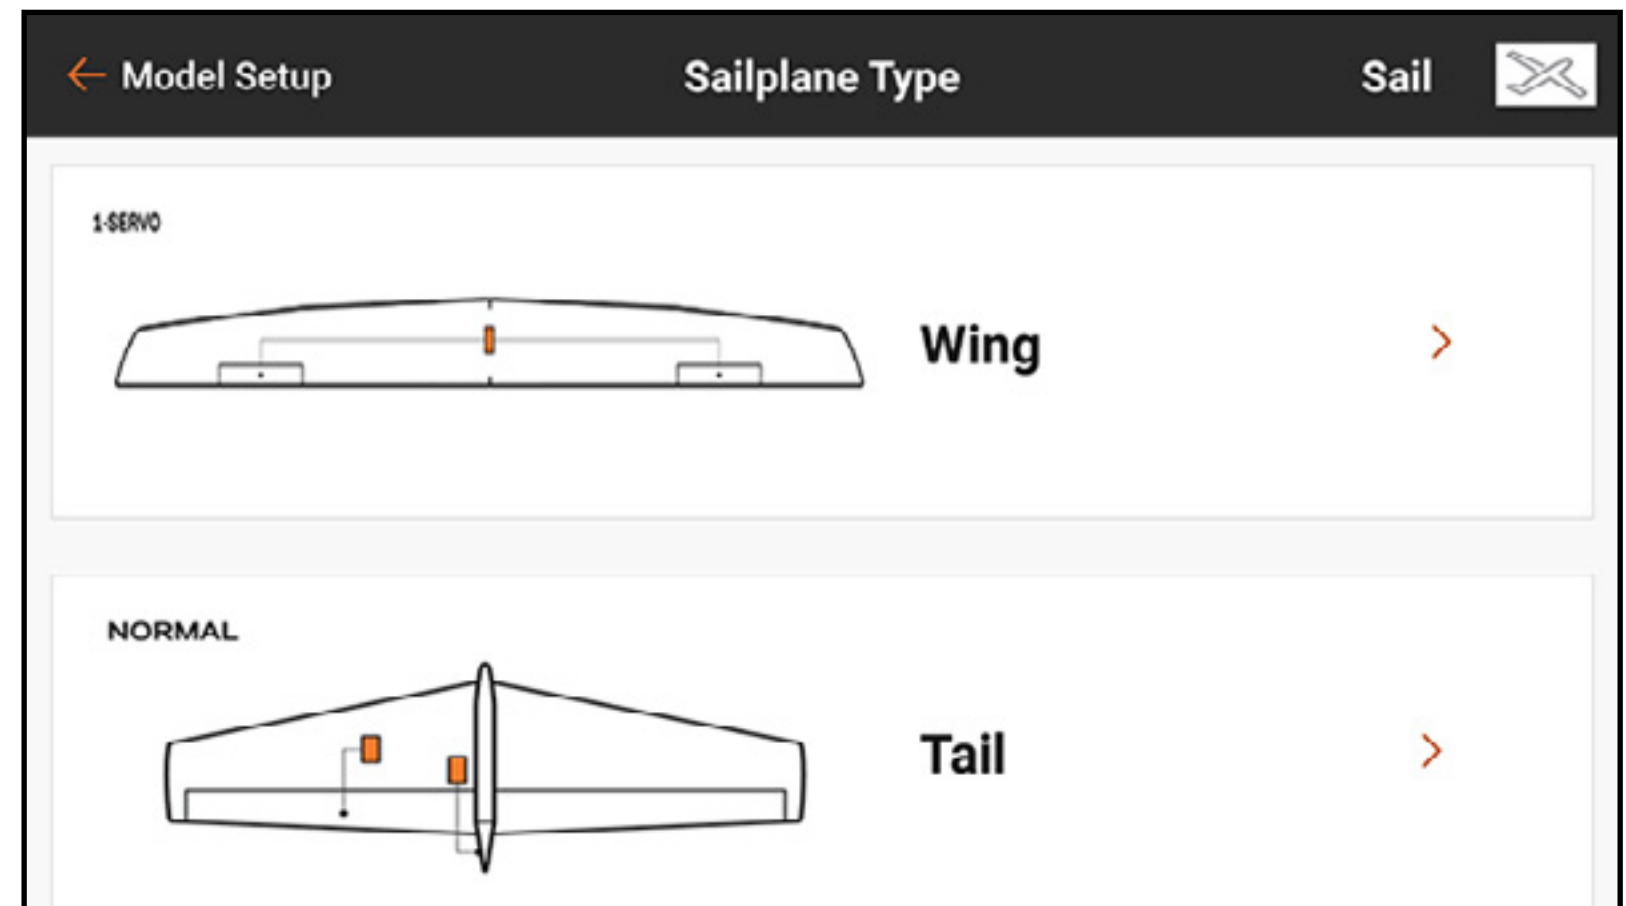 Model Setup Sailplane Type Sail
1-SERVO
Wing
NORMAL
Tail